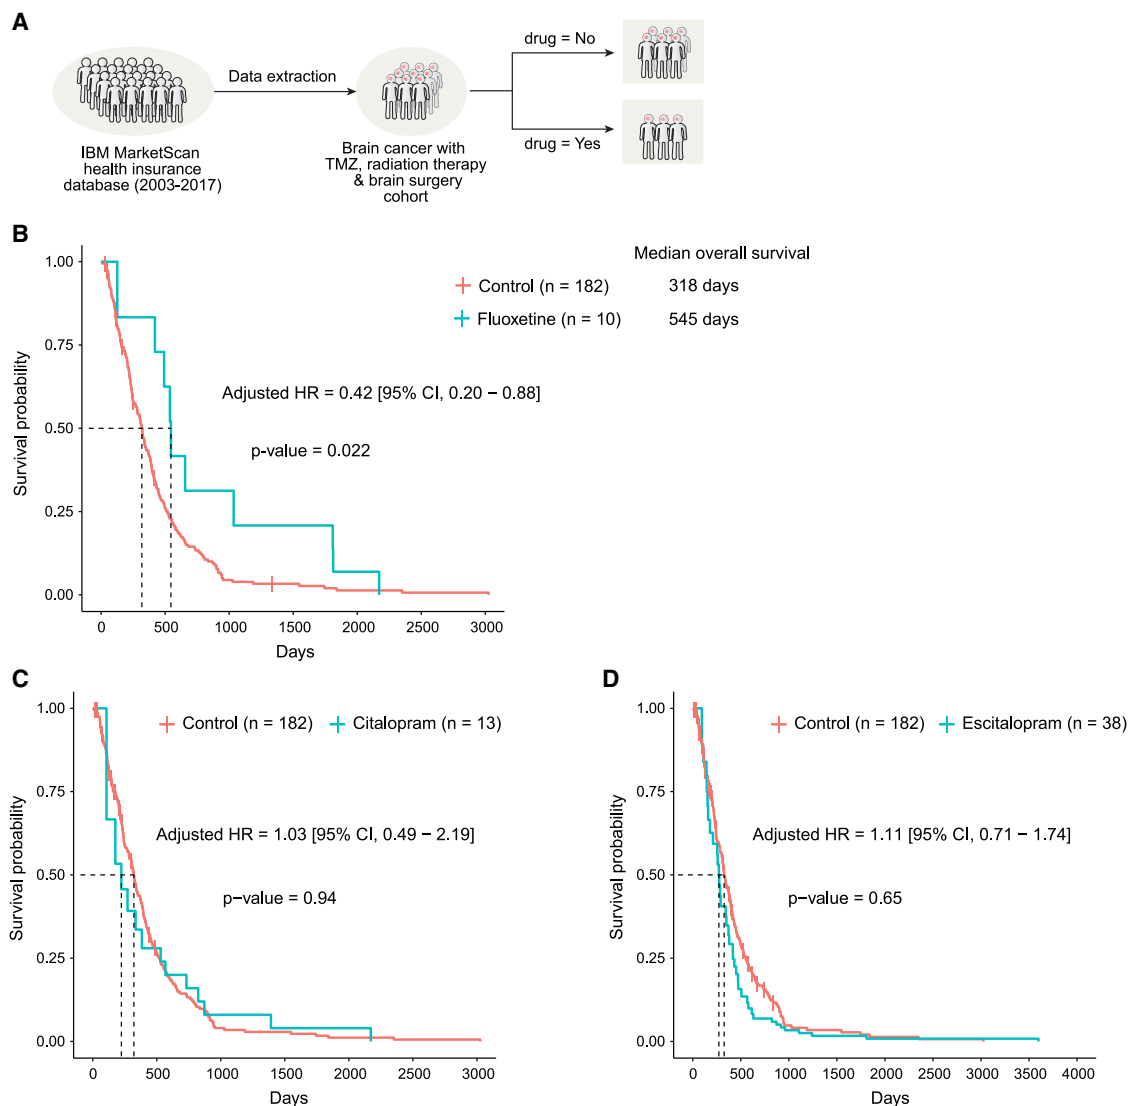 A
Data extraction
drug = No
drug = Yes
IBM MarketScan
health insurance
database (2003-2017)
Brain cancer with
TMZ, radiation therapy
& brain surgery
cohort
B
Median overall survival
Control (n = 182) 318 days
Fluoxetine (n = 10) 545 days
Adjusted HR = 0.42 [95% CI, 0.20 − 0.88]
p-value = 0.022
Survival probability
1.00
0.75
0.50
0.25
0.00
0 500 1000 1500 2000 2500 3000
Days
C
Control (n = 182) Citalopram (n = 13)
Adjusted HR = 1.03 [95% CI, 0.49 − 2.19]
p−value = 0.94
Survival probability
1.00
0.75
0.50
0.25
0.00
0 500 1000 1500 2000 2500 3000
Days
D
Control (n = 182) Escitalopram (n = 38)
Adjusted HR = 1.11 [95% CI, 0.71 − 1.74]
p−value = 0.65
Survival probability
1.00
0.75
0.50
0.25
0.00
0 500 1000 1500 2000 2500 3000 3500 4000
Days